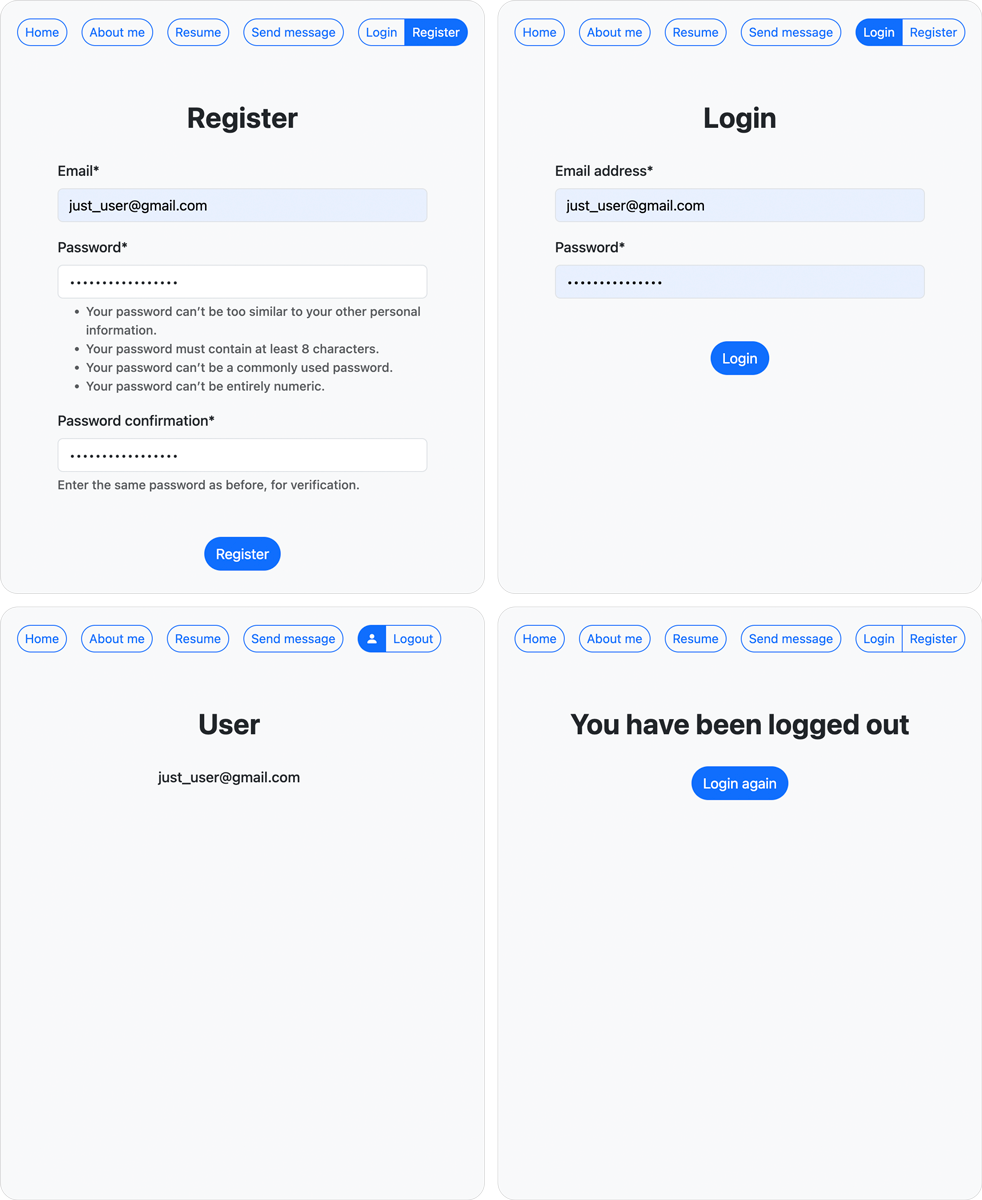 Home About me Resume Send message Login Register
Register
Email*
just_user@gmail.com
Password*
•••••••••••••••••
• Your password can’t be too similar to your other personal
information.
• Your password must contain at least 8 characters.
• Your password can’t be a commonly used password.
• Your password can’t be entirely numeric.
Password confirmation*
•••••••••••••••••
Enter the same password as before, for verification.
Register
Home About me Resume Send message Login Register
Login
Email address*
just_user@gmail.com
Password*
•••••••••••••••
Login
Home About me Resume Send message Logout
User
just_user@gmail.com
Home About me Resume Send message Login Register
You have been logged out
Login again